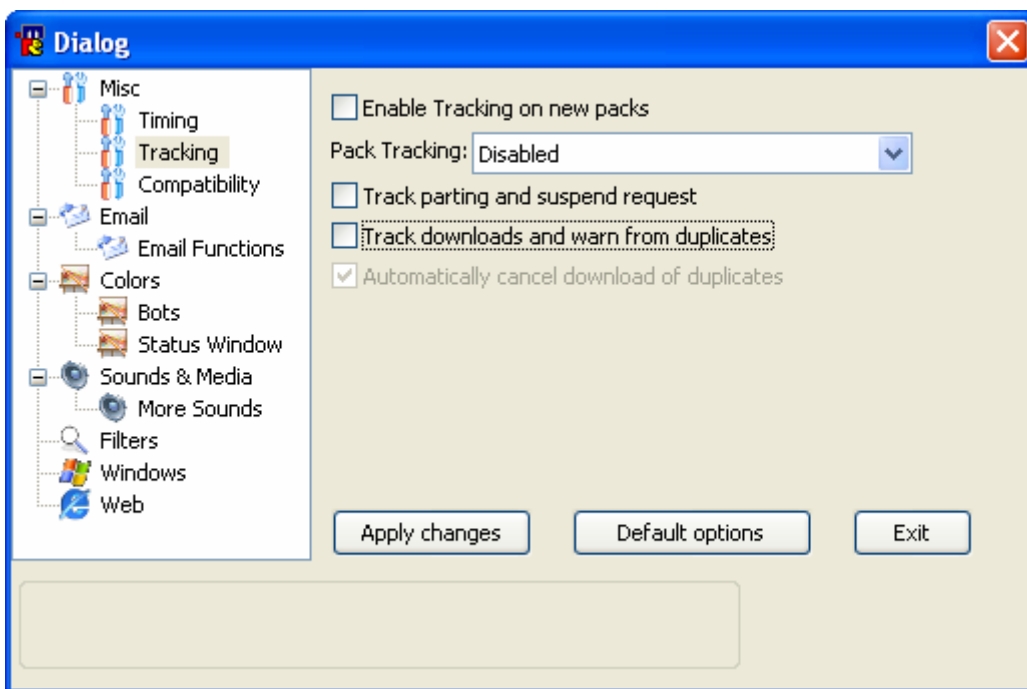 Dialog
Misc
Timing
Tracking
Compatibility
Email
Email Functions
Colors
Bots
Status Window
Sounds & Media
More Sounds
Filters
Windows
Web
Enable Tracking on new packs
Pack Tracking: Disabled
Track parting and suspend request
Track downloads and warn from duplicates
Automatically cancel download of duplicates
Apply changes Default options Exit